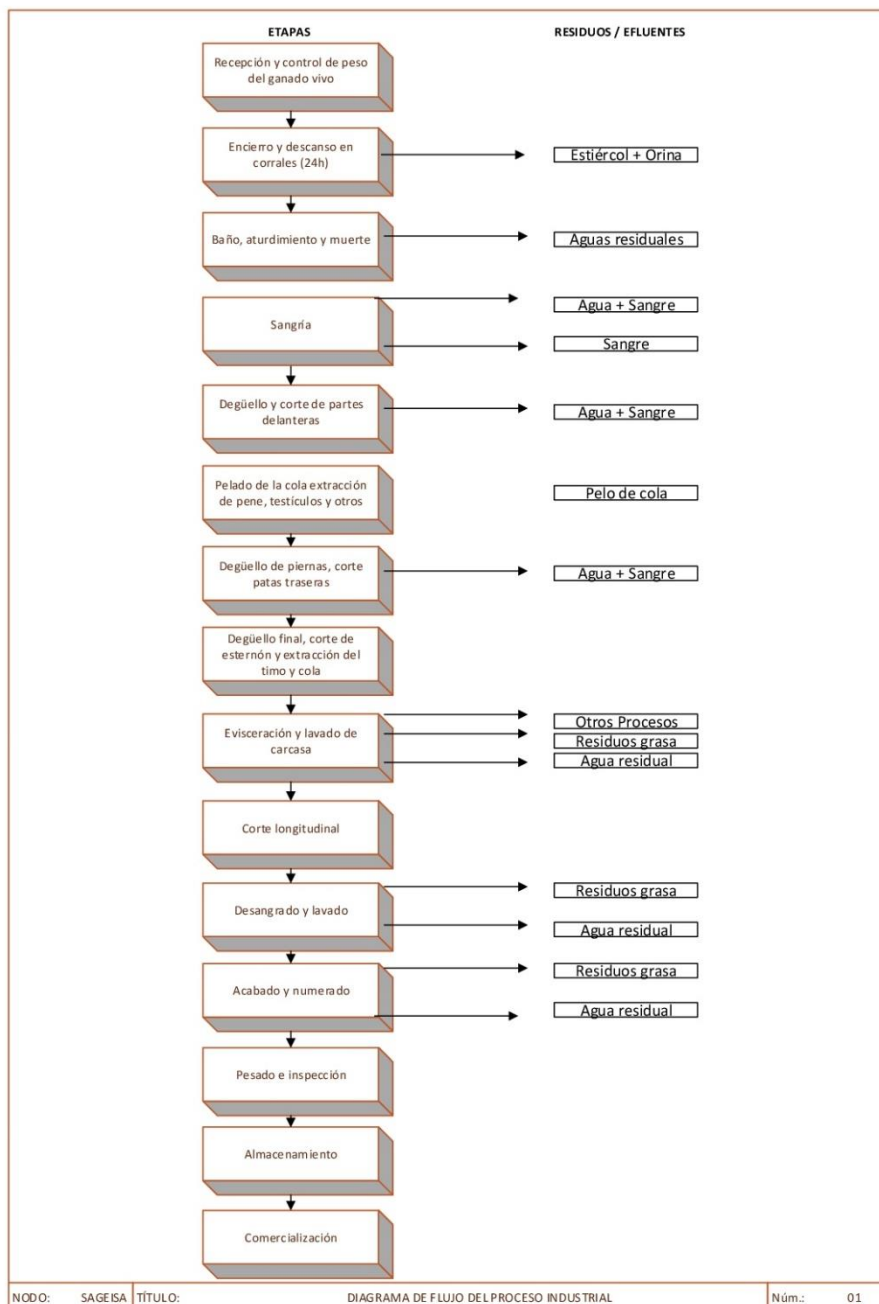 ETAPAS
RESIDUOS / EFLUENTES
Recepción y control de peso
del ganado vivo
Encierro y descanso en
corrales (24h)
Estiércol + Orina
Baño, aturdimiento y muerte
Aguas residuales
Sangría
Agua + Sangre
Sangre
Degüello y corte de partes
delanteras
Agua + Sangre
Pelado de la cola extracción
de pene, testículos y otros
Pelo de cola
Degüello de piernas, corte
patas traseras
Agua + Sangre
Degüello final, corte de
esternón y extracción del
timo y cola
Evisceración y lavado de
carcasa
Otros Procesos
Residuos grasa
Agua residual
Corte longitudinal
Desangrado y lavado
Residuos grasa
Agua residual
Acabado y numerado
Residuos grasa
Agua residual
Pesado e inspección
Almacenamiento
Comercialización
NODO: SAGEISA TÍTULO: DIAGRAMA DE FLUJO DEL PROCESO INDUSTRIAL Núm.: 01